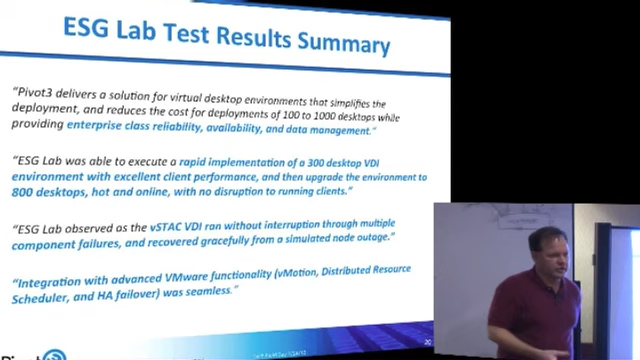 ESG Lab Test Results Summary
"Pivot3 delivers a solution for virtual desktop environments that simplifies the
deployment, and reduces the cost for deployments of 100 to 1000 desktops while
providing enterprise class reliability, availability, and data management."
"ESG Lab was able to execute a rapid implementation of a 300 desktop VDI
environment with excellent client performance, and then upgrade the environment to
800 desktops, hot and online, with no disruption to running clients."
"ESG Lab observed as the vSTAC VDI ran without interruption through multiple
component failures, and recovered gracefully from a simulated node outage."
"Integration with advanced VMware functionality (vMotion, Distributed Resource
Scheduler, and HA failover) was seamless."
20